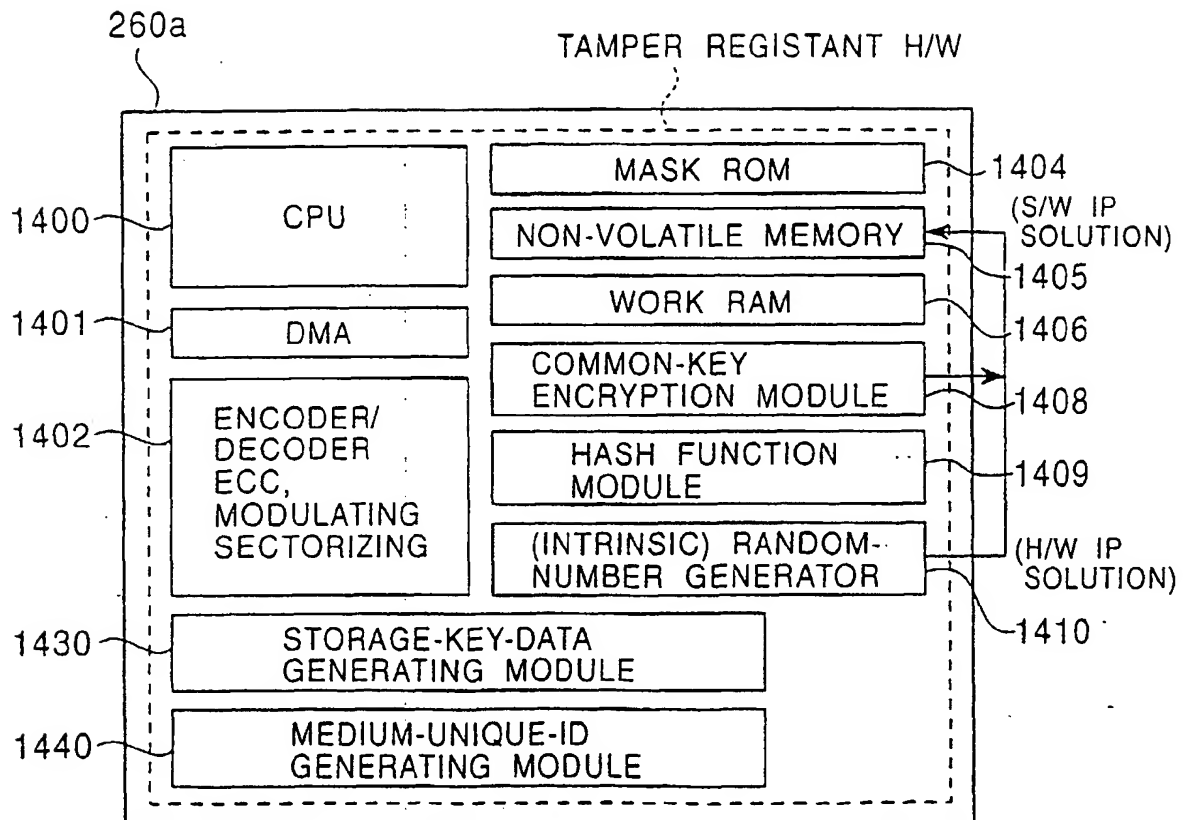 260a
TAMPER REGISTANT H/W
1400
CPU
1401
DMA
1402
ENCODER/
DECODER
ECC,
MODULATING
SECTORIZING
MASK ROM
1404
NON-VOLATILE MEMORY
(S/W IP
SOLUTION)
1405
WORK RAM
1406
COMMON-KEY
ENCRYPTION MODULE
1408
HASH FUNCTION
MODULE
1409
(INTRINSIC) RANDOM-
NUMBER GENERATOR
(H/W IP
SOLUTION)
1410
1430
STORAGE-KEY-DATA
GENERATING MODULE
1440
MEDIUM-UNIQUE-ID
GENERATING MODULE